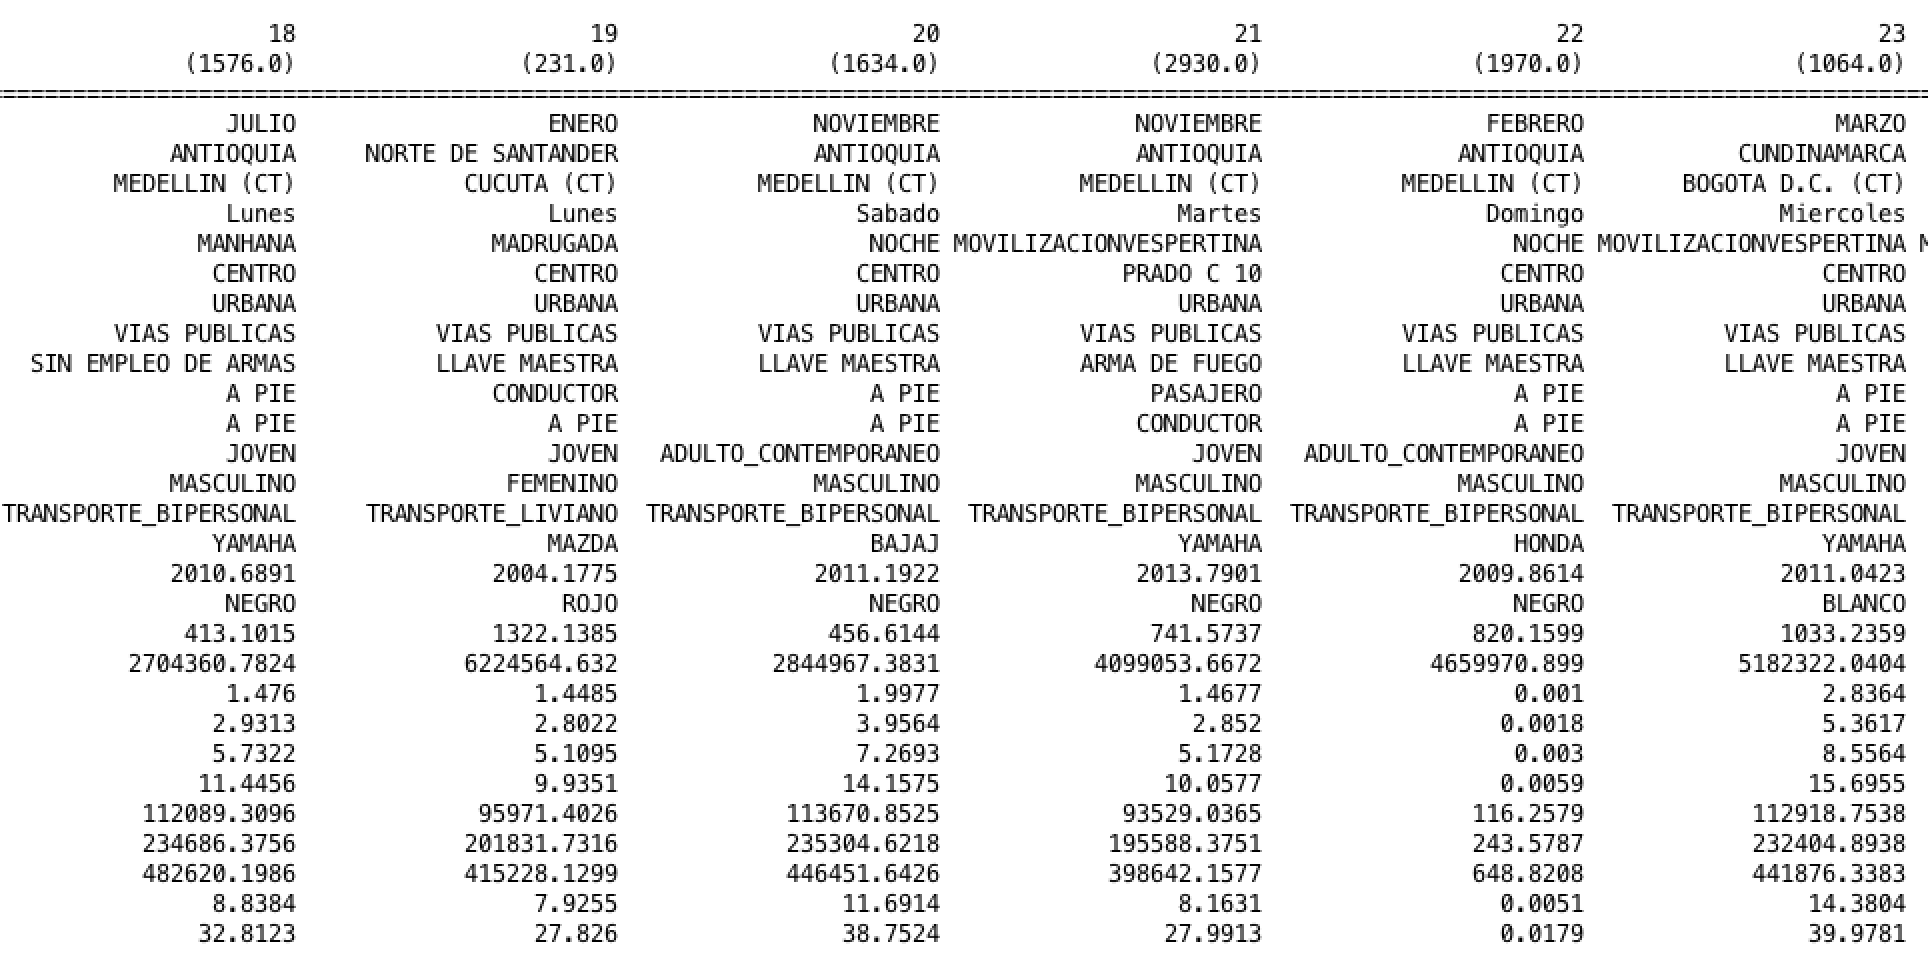 18 19 20 21 22 23
(1576.0) (231.0) (1634.0) (2930.0) (1970.0) (1064.0)
================================================================================
JULIO ENERO NOVIEMBRE NOVIEMBRE FEBRERO MARZO
ANTIOQUIA NORTE DE SANTANDER ANTIOQUIA ANTIOQUIA ANTIOQUIA CUNDINAMARCA
MEDELLIN (CT) CUCUTA (CT) MEDELLIN (CT) MEDELLIN (CT) MEDELLIN (CT) BOGOTA D.C. (CT)
Lunes Lunes Sabado Martes Domingo Miercoles
MANHANA MADRUGADA NOCHE MOVILIZACIONVESPERTINA NOCHE MOVILIZACIONVESPERTINA M
CENTRO CENTRO CENTRO PRADO C 10 CENTRO CENTRO
URBANA URBANA URBANA URBANA URBANA URBANA
VIAS PUBLICAS VIAS PUBLICAS VIAS PUBLICAS VIAS PUBLICAS VIAS PUBLICAS VIAS PUBLICAS
SIN EMPLEO DE ARMAS LLAVE MAESTRA LLAVE MAESTRA ARMA DE FUEGO LLAVE MAESTRA LLAVE MAESTRA
A PIE CONDUCTOR A PIE PASAJERO A PIE A PIE
A PIE A PIE A PIE CONDUCTOR A PIE A PIE
JOVEN JOVEN ADULTO_CONTEMPORANEO JOVEN ADULTO_CONTEMPORANEO JOVEN
MASCULINO FEMENINO MASCULINO MASCULINO MASCULINO MASCULINO
TRANSPORTE_BIPERSONAL TRANSPORTE_LIVIANO TRANSPORTE_BIPERSONAL TRANSPORTE_BIPERSONAL TRANSPORTE_BIPERSONAL TRANSPORTE_BIPERSONAL
YAMAHA MAZDA BAJAJ YAMAHA HONDA YAMAHA
2010.6891 2004.1775 2011.1922 2013.7901 2009.8614 2011.0423
NEGRO ROJO NEGRO NEGRO NEGRO BLANCO
413.1015 1322.1385 456.6144 741.5737 820.1599 1033.2359
2704360.7824 6224564.632 2844967.3831 4099053.6672 4659970.899 5182322.0404
1.476 1.4485 1.9977 1.4677 0.001 2.8364
2.9313 2.8022 3.9564 2.852 0.0018 5.3617
5.7322 5.1095 7.2693 5.1728 0.003 8.5564
11.4456 9.9351 14.1575 10.0577 0.0059 15.6955
112089.3096 95971.4026 113670.8525 93529.0365 116.2579 112918.7538
234686.3756 201831.7316 235304.6218 195588.3751 243.5787 232404.8938
482620.1986 415228.1299 446451.6426 398642.1577 648.8208 441876.3383
8.8384 7.9255 11.6914 8.1631 0.0051 14.3804
32.8123 27.826 38.7524 27.9913 0.0179 39.9781